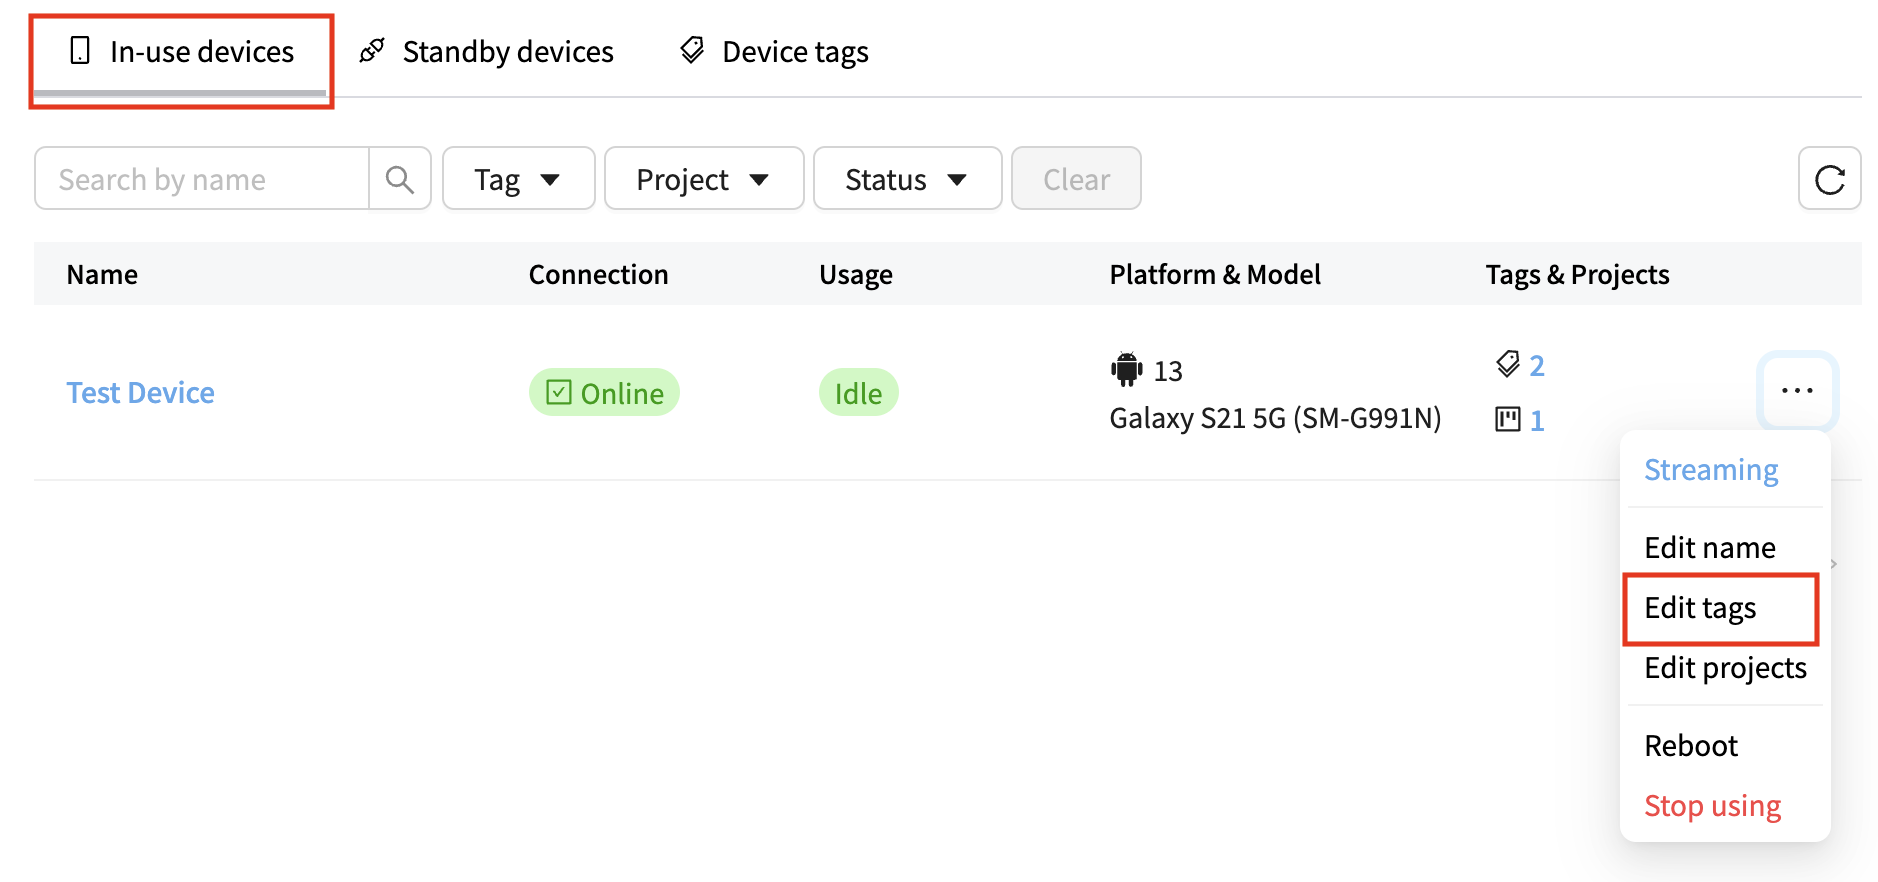 In-use devices
Standby devices
Device tags
Search by name
Tag
Project
Status
Clear
Name
Connection
Usage
Platform & Model
Tags & Projects
Test Device
Online
Idle
13
Galaxy S21 5G (SM-G991N)
2
1
Streaming
Edit name
Edit tags
Edit projects
Reboot
Stop using